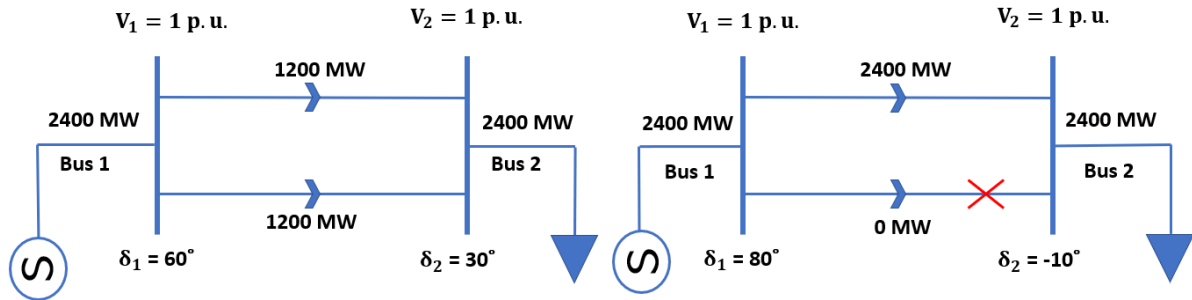 V₁ = 1 p. u.
V₂ = 1 p. u.
1200 MW
2400 MW
2400 MW
Bus 1
Bus 2
1200 MW
S
δ₁ = 60°
δ₂ = 30°
V₁ = 1 p. u.
V₂ = 1 p. u.
2400 MW
2400 MW
2400 MW
Bus 1
Bus 2
0 MW
S
δ₁ = 80°
δ₂ = -10°